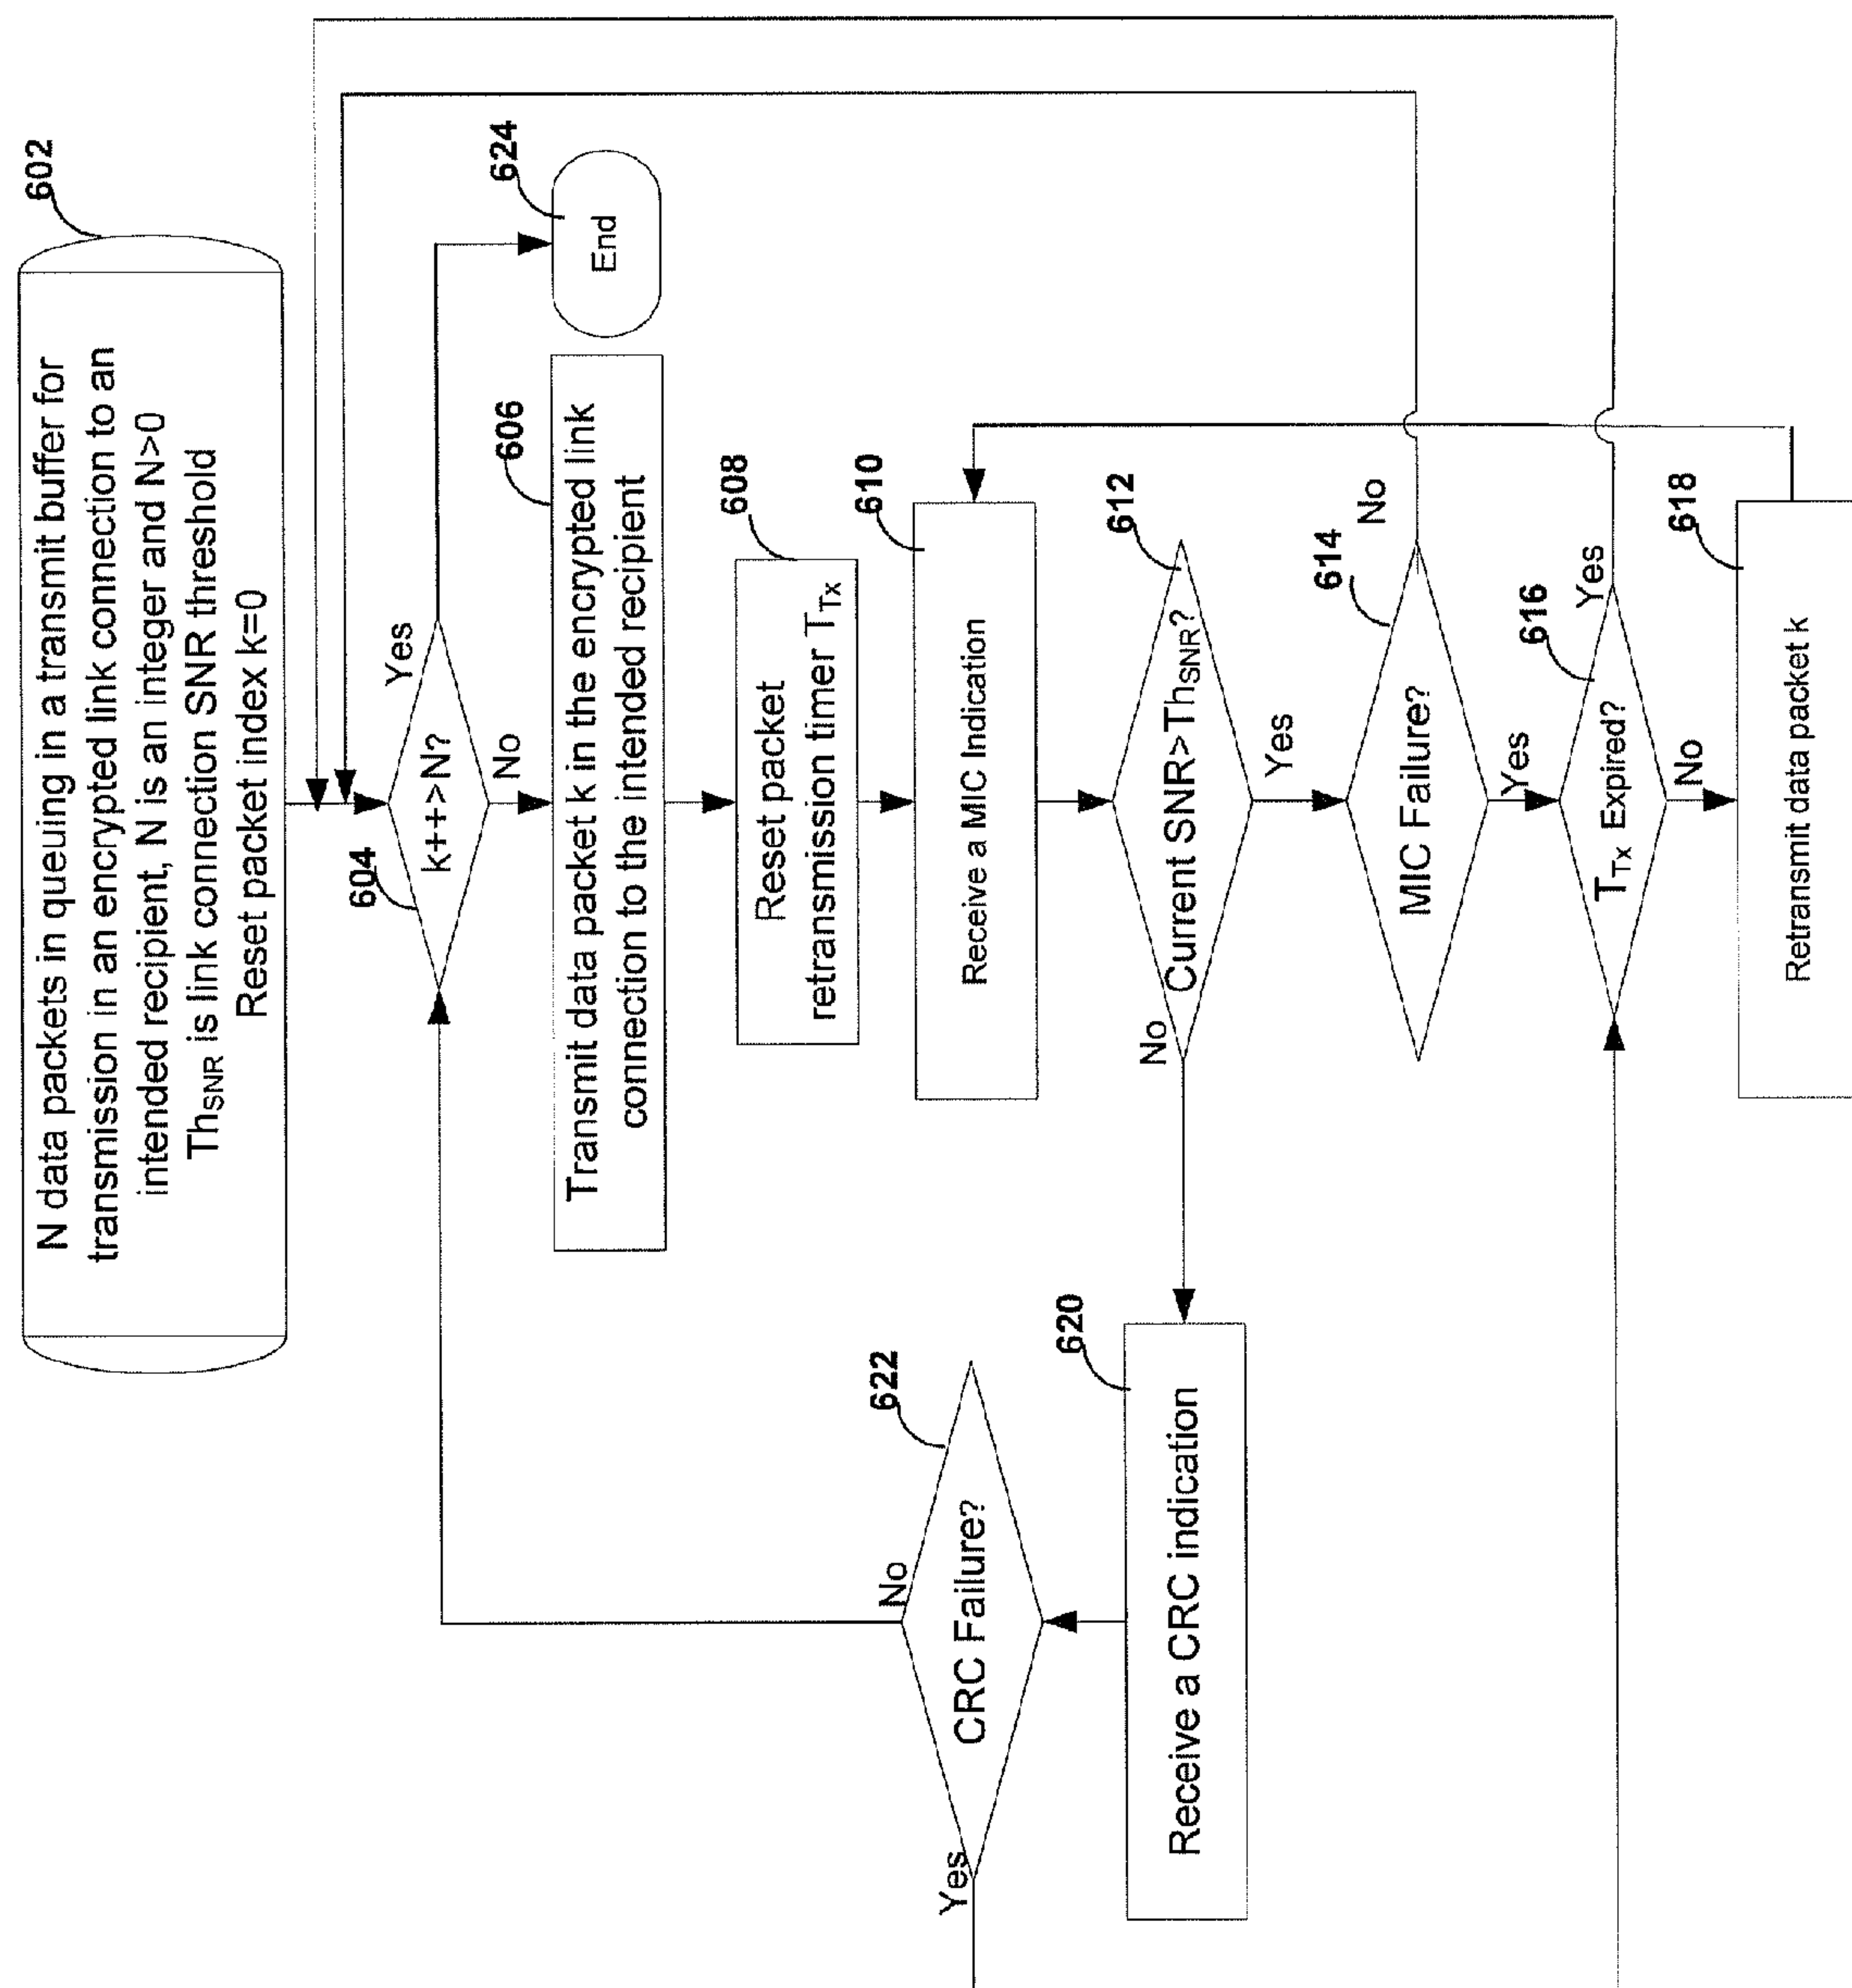 602
N data packets in queuing in a transmit buffer for
transmission in an encrypted link connection to an
intended recipient, N is an integer and N>0
ThSNR is link connection SNR threshold
Reset packet index k=0
604
k++>N?
Yes
No
624
End
606
Transmit data packet k in the encrypted link
connection to the intended recipient
608
Reset packet
retransmission timer TTx
610
Receive a MIC Indication
612
Current SNR>ThSNR?
No
Yes
614
MIC Failure?
No
Yes
616
TTx Expired?
Yes
No
618
Retransmit data packet k
620
Receive a CRC indication
622
CRC Failure?
No
Yes